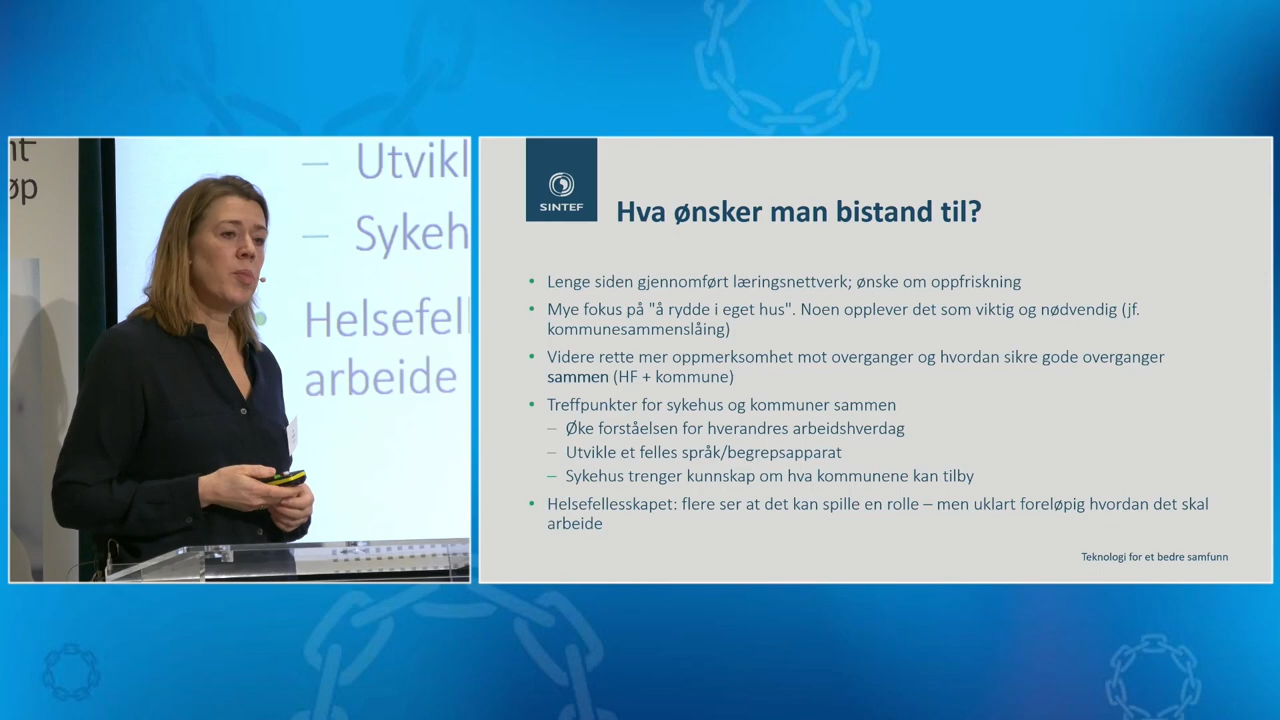 nt
øp
– Utvikl
– Sykeh
Helsefell
arbeide
SINTEF
Hva ønsker man bistand til?
• Lenge siden gjennomført læringsnettverk; ønske om oppfriskning
• Mye fokus på "å rydde i eget hus". Noen opplever det som viktig og nødvendig (jf.
kommunesammenslåing)
• Videre rette mer oppmerksomhet mot overganger og hvordan sikre gode overganger
sammen (HF + kommune)
• Treffpunkter for sykehus og kommuner sammen
– Øke forståelsen for hverandres arbeidshverdag
– Utvikle et felles språk/begrepsapparat
– Sykehus trenger kunnskap om hva kommunene kan tilby
• Helsefellesskapet: flere ser at det kan spille en rolle – men uklart foreløpig hvordan det skal
arbeide
Teknologi for et bedre samfunn